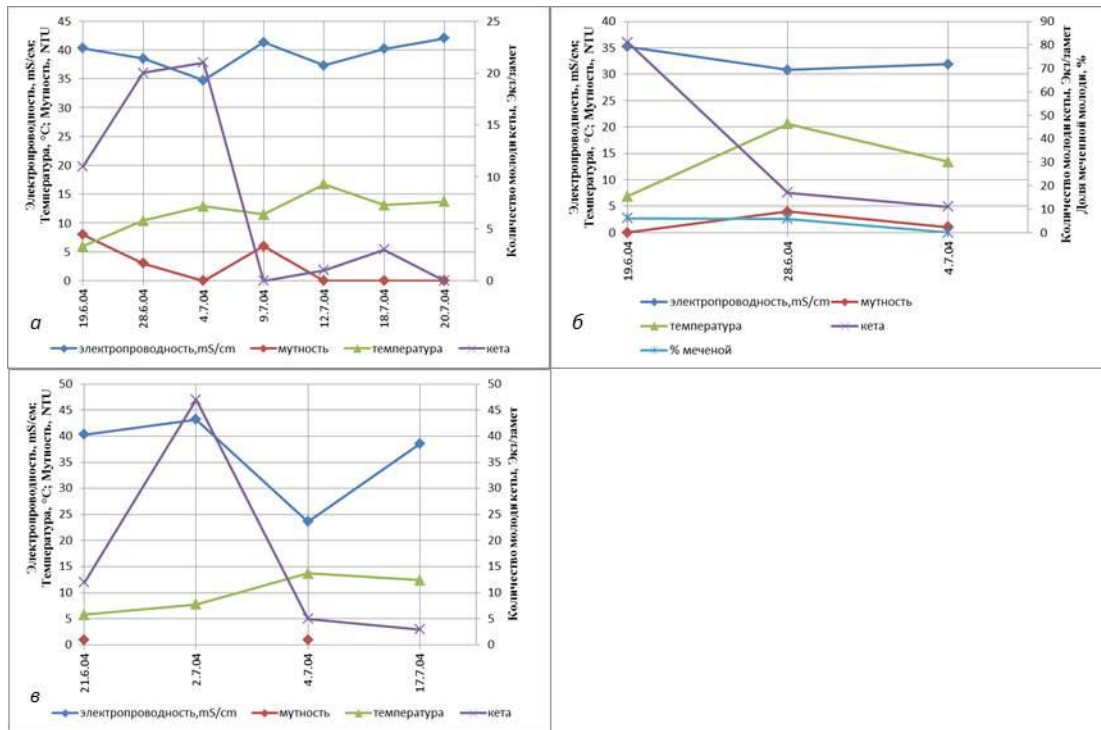 Электропроводность, mS/см;
Температура, °C; Мутность, NTU
45
40
35
30
25
20
15
10
5
0
25
20
15
10
5
0
Количество молоди кеты, Экз/замет
19.6.04
28.6.04
4.7.04
9.7.04
12.7.04
18.7.04
20.7.04
а
электропроводность,mS/cm
мутность
температура
кета
Электропроводность, mS/см;
Температура, °C; Мутность, NTU
40
35
30
25
20
15
10
5
0
90
80
70
60
50
40
30
20
10
0
Количество молоди кеты, Экз/замет
Доля меченной молоди, %
19.6.04
28.6.04
4.7.04
б
электропроводность,mS/cm
мутность
температура
кета
% меченой
Электропроводность, mS/см;
Температура, °C; Мутность, NTU
50
45
40
35
30
25
20
15
10
5
0
50
45
40
35
30
25
20
15
10
5
0
Количество молоди кеты, Экз/замет
21.6.04
2.7.04
4.7.04
17.7.04
в
электропроводность,mS/cm
мутность
температура
кета